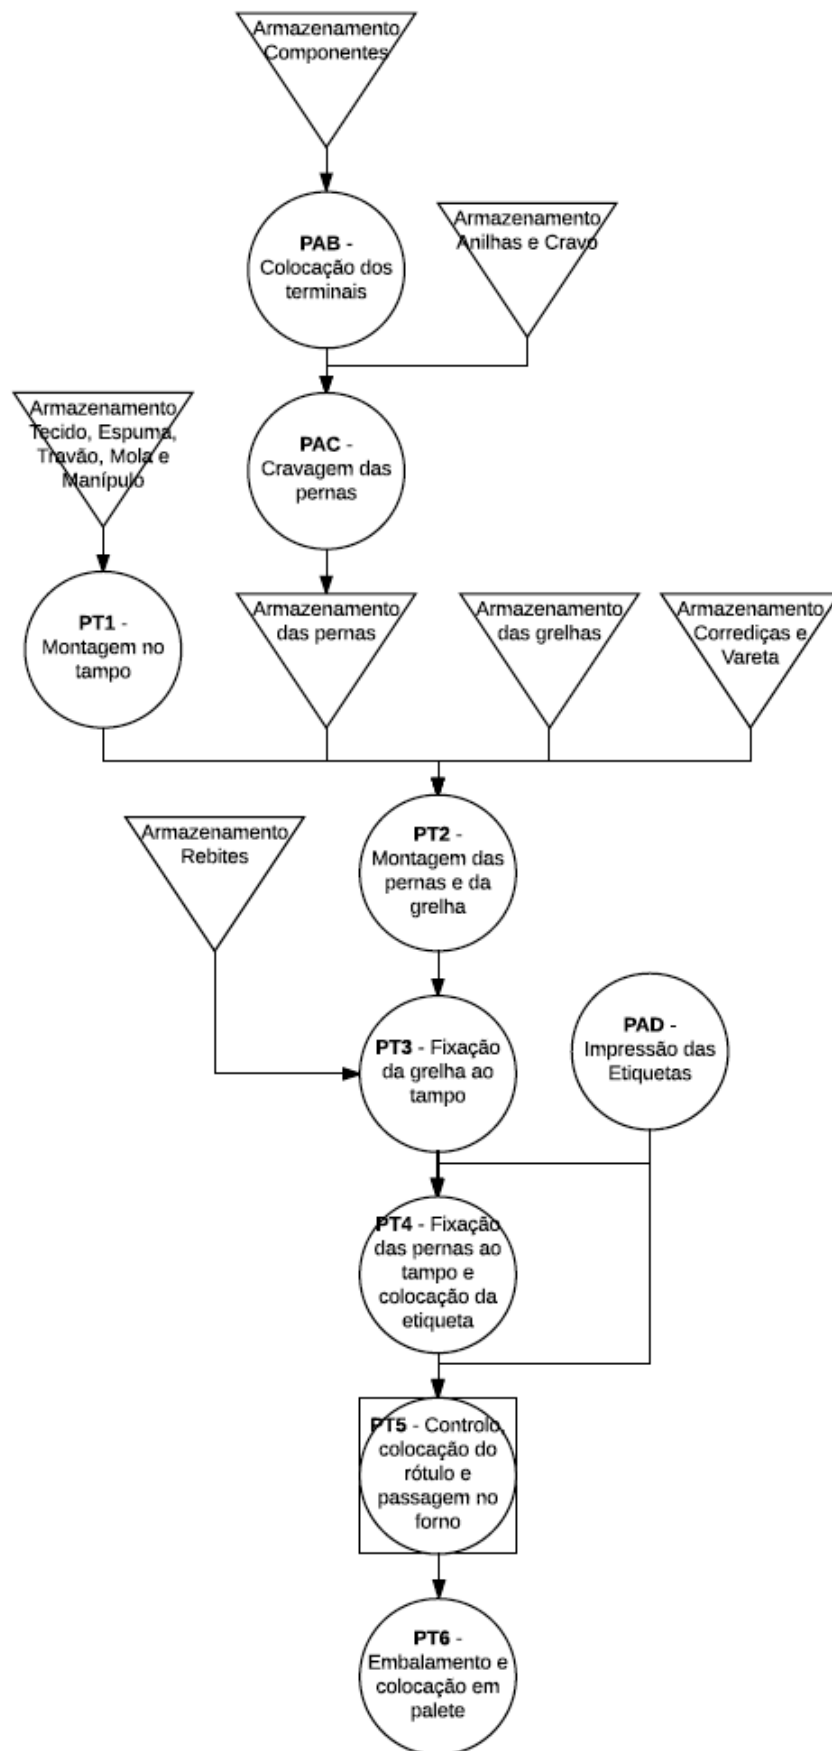 Armazenamento
Componentes
PAB -
Colocação dos
terminais
Armazenamento
Anilhas e Cravo
Armazenamento
Tecido, Espuma,
Travão, Mola e
Manípulo
PAC -
Cravagem das
pernas
PT1 -
Montagem no
tampo
Armazenamento
das pernas
Armazenamento
das grelhas
Armazenamento
Corrediças e
Vareta
Armazenamento
Rebites
PT2 -
Montagem das
pernas e da
grelha
PT3 - Fixação
da grelha ao
tampo
PAD -
Impressão das
Etiquetas
PT4 - Fixação
das pernas ao
tampo e
colocação da
etiqueta
PT5 - Controlo,
colocação do
rótulo e
passagem no
forno
PT6 -
Embalamento e
colocação em
palete